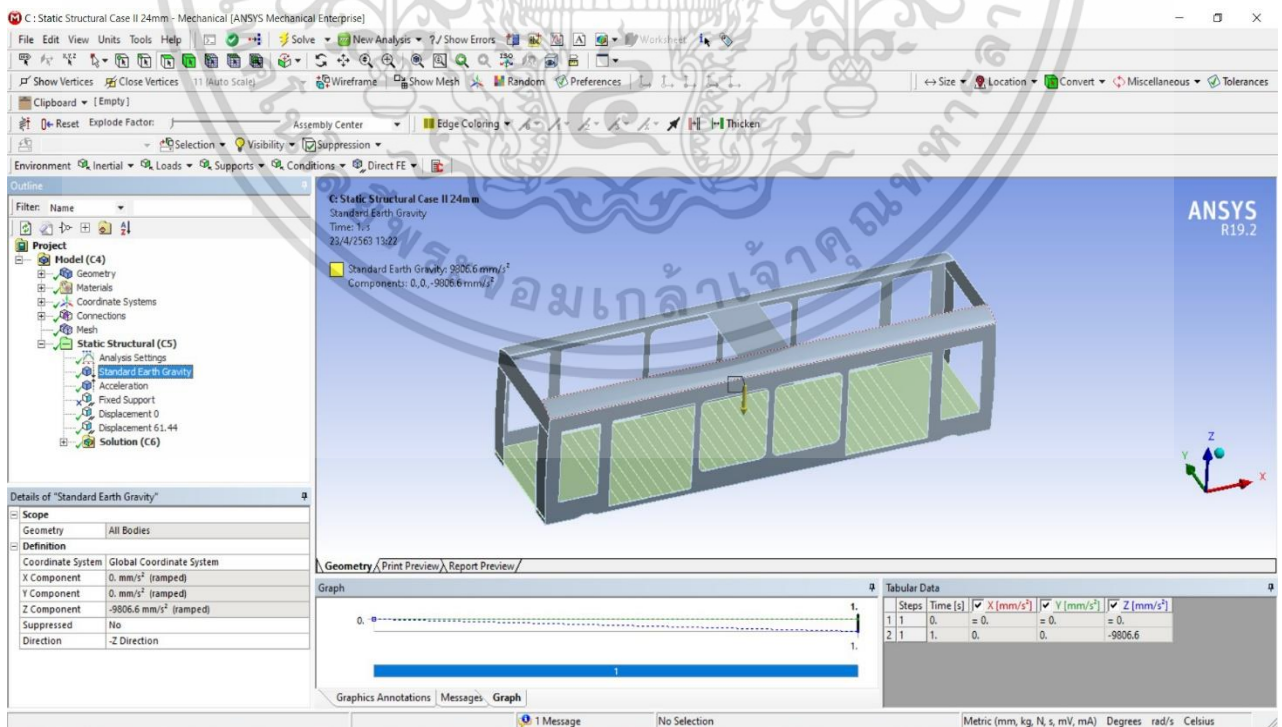 C : Static Structural Case II 24mm - Mechanical [ANSYS Mechanical Enterprise]
File Edit View Units Tools Help Solve New Analysis ?/ Show Errors Worksheet
Show Vertices Close Vertices 11 (Auto Scale) Wireframe Show Mesh Random Preferences Size Location Convert Miscellaneous Tolerances
Clipboard [Empty]
Reset Explode Factor: Assembly Center Edge Coloring Thicken
Selection Visibility Suppression
Environment Inertial Loads Supports Conditions Direct FE
Outline
Filter: Name
Project
Model (C4)
Geometry
Materials
Coordinate Systems
Connections
Mesh
Static Structural (C5)
Analysis Settings
Standard Earth Gravity
Acceleration
Fixed Support
Displacement 0
Displacement 61.44
Solution (C6)
Details of "Standard Earth Gravity"
Scope
Geometry All Bodies
Definition
Coordinate System Global Coordinate System
X Component 0. mm/s² (ramped)
Y Component 0. mm/s² (ramped)
Z Component -9806.6 mm/s² (ramped)
Suppressed No
Direction -Z Direction
C: Static Structural Case II 24mm
Standard Earth Gravity
Time: 1. s
23/4/2563 13:22
Standard Earth Gravity: 9806.6 mm/s²
Components: 0.,0.,-9806.6 mm/s²
ANSYS
R19.2
Z
Y
X
Geometry Print Preview Report Preview
Graph
1.
0.
1.
1
Graphics Annotations Messages Graph
Tabular Data
Steps Time [s] X [mm/s²] Y [mm/s²] Z [mm/s²]
1 1 0. = 0. = 0. = 0.
2 1 1. 0. 0. -9806.6
1 Message No Selection Metric (mm, kg, N, s, mV, mA) Degrees rad/s Celsius